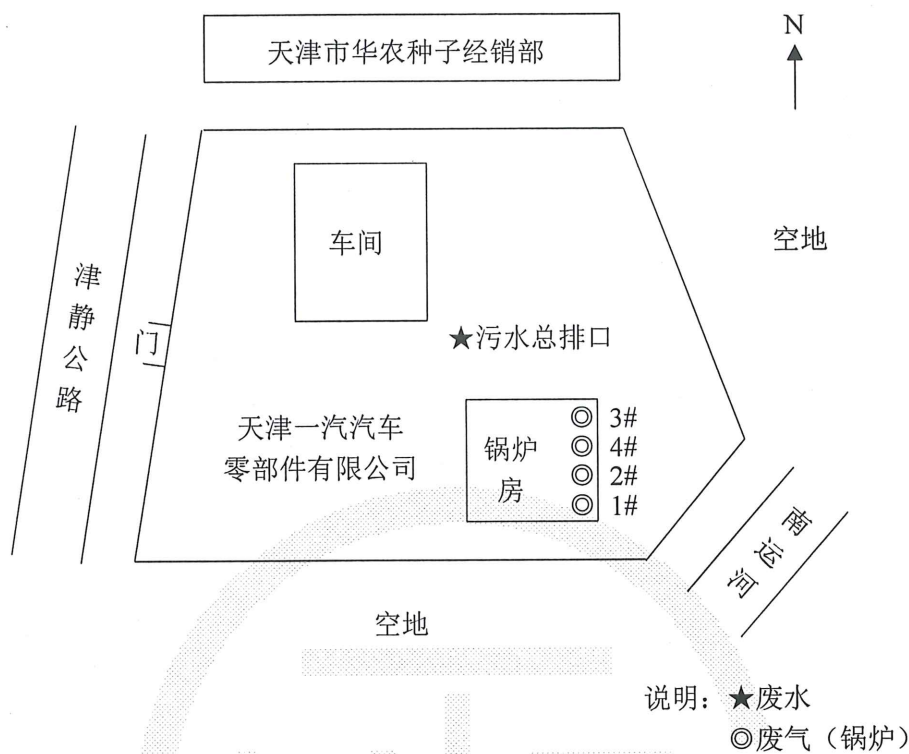 天津市华农种子经销部
N
车间
空地
津静公路
门
★污水总排口
天津一汽汽车
零部件有限公司
锅炉
房
3#
4#
2#
1#
南运河
空地
说明：★废水
◎废气（锅炉）